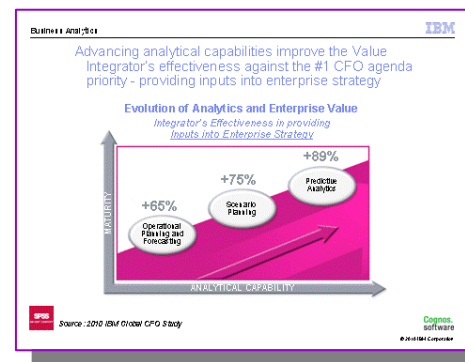 Business Analytics
IBM
Advancing analytical capabilities improve the Value
Integrator's effectiveness against the #1 CFO agenda
priority - providing inputs into enterprise strategy
Evolution of Analytics and Enterprise Value
Integrator's Effectiveness in providing
Inputs into Enterprise Strategy
+89%
+75%
+65%
Predictive
Analytics
Scenario
Planning
Operational
Planning and
Forecasting
MATURITY
ANALYTICAL CAPABILITY
SPSS
Source : 2010 IBM Global CFO Study
Cognos.
software
© 2010 IBM Corporation